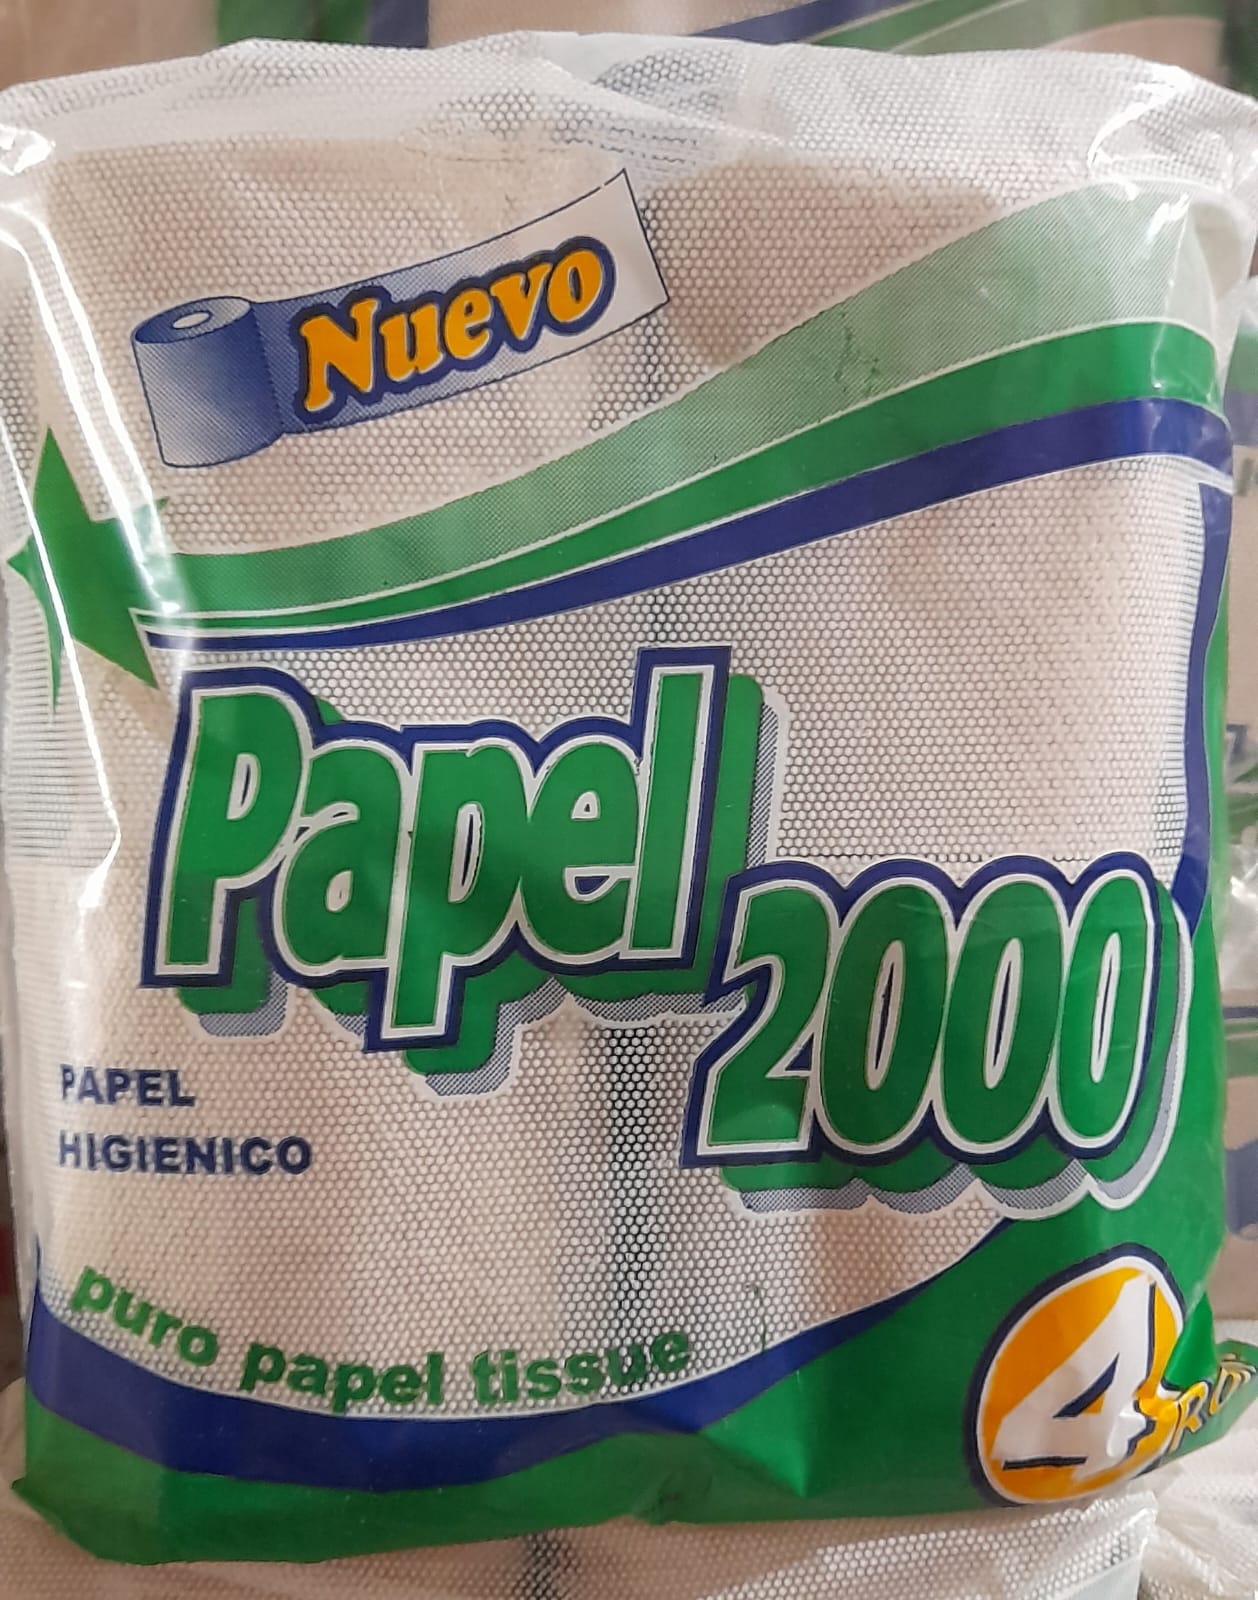 Nuevo
Papel
2000
PAPEL
HIGIENICO
puro papel tissue
4